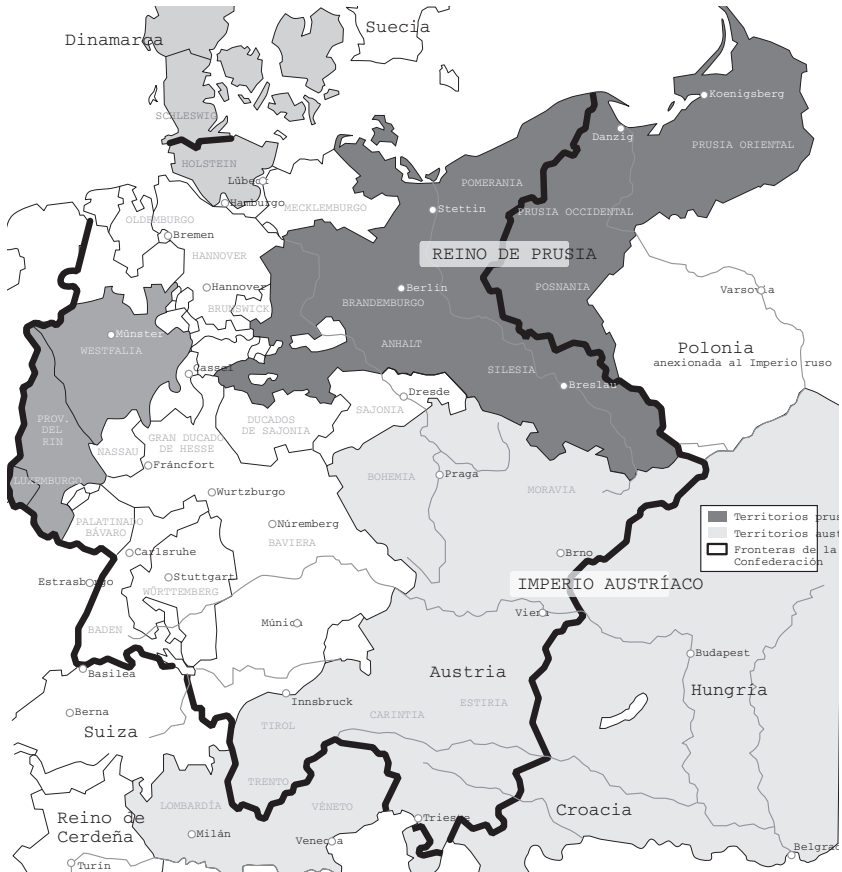 Suecia
Dinamarca
Koenigsberg
SCHLESWIG
Danzig
PRUSIA ORIENTAL
HOLSTEIN
Lübeck
POMERANIA
Hamburgo
MECKLEMBURGO
Stettin
PRUSIA OCCIDENTAL
OLDEMBURGO
Bremen
HANNOVER
REINO DE PRUSIA
Hannover
Berlin
POSNANIA
Varsovia
BRANDEMBURGO
BRUNSWICK
Münster
WESTFALIA
ANHALT
Polonia
anexionada al Imperio ruso
Cassel
SILESIA
Breslau
Dresde
SAJONIA
PROV.
DEL
RIN
DUCADOS
DE SAJONIA
GRAN DUCADO
DE HESSE
NASSAU
Fráncfort
BOHEMIA
Praga
LUXEMBURGO
Wurtzburgo
MORAVIA
PALATINADO
BÁVARO
Núremberg
BAVIERA
Territorios prus
Territorios aust
Fronteras de la
Confederación
Carlsruhe
Brno
Estrasburgo
Stuttgart
WÜRTTEMBERG
IMPERIO AUSTRÍACO
Viena
Múnich
BADEN
Budapest
Basilea
Austria
Hungría
Innsbruck
Berna
Suiza
TIROL
CARINTIA
ESTIRIA
TRENTO
LOMBARDÍA
VÉNETO
Croacia
Reino de
Cerdeña
Trieste
Milán
Venecia
Belgrad
Turín